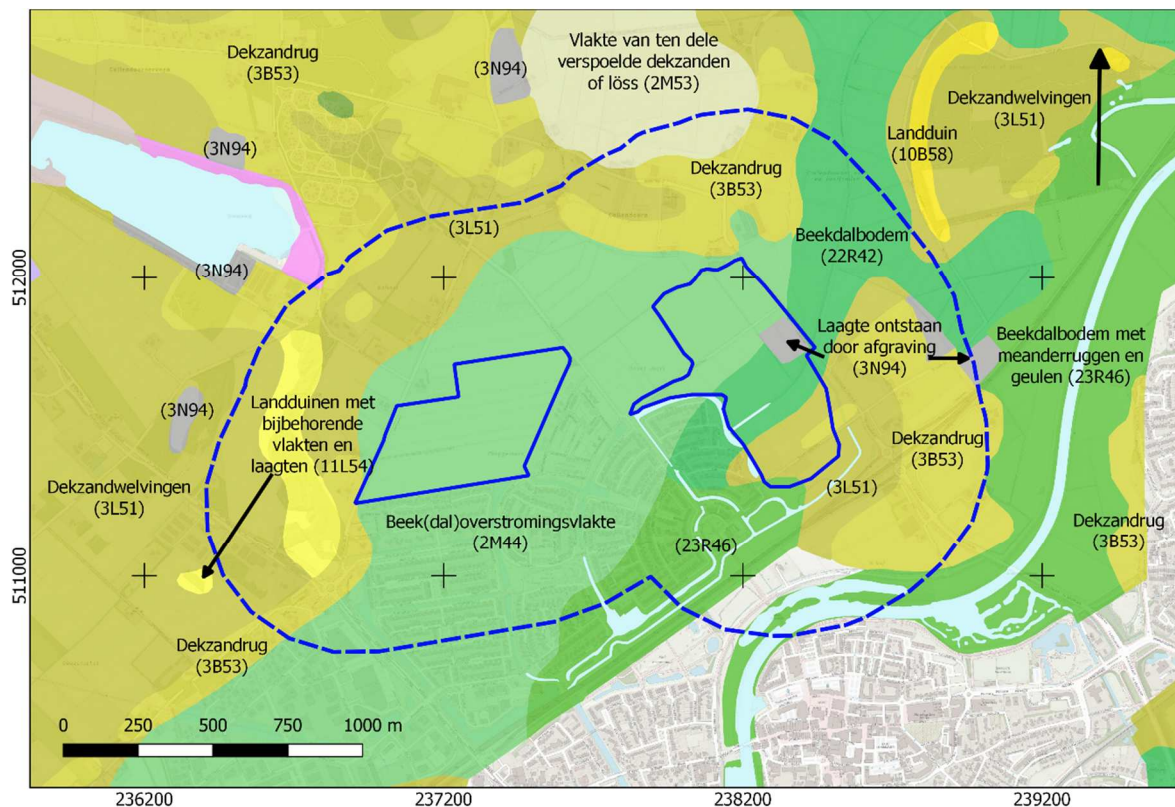 Dekzandrug
(3B53)
(3N94)
Vlakte van ten dele
verspoelde dekzanden
of löss (2M53)
Dekzandwelvingen
(3L51)
Landduin
(10B58)
(3N94)
Dekzandrug
(3B53)
(3L51)
Beekdalbodem
(22R42)
(3N94)
512000
Laagte ontstaan
door afgraving
(3N94)
Beekdalbodem met
meanderruggen en
geulen (23R46)
(3N94)
Landduinen met
bijbehorende
vlakten en
laagten (11L54)
Dekzandrug
(3B53)
Dekzandwelvingen
(3L51)
(3L51)
Beek(dal)overstromingsvlakte
(2M44)
(23R46)
Dekzandrug
(3B53)
511000
Dekzandrug
(3B53)
0 250 500 750 1000 m
236200 237200 238200 239200